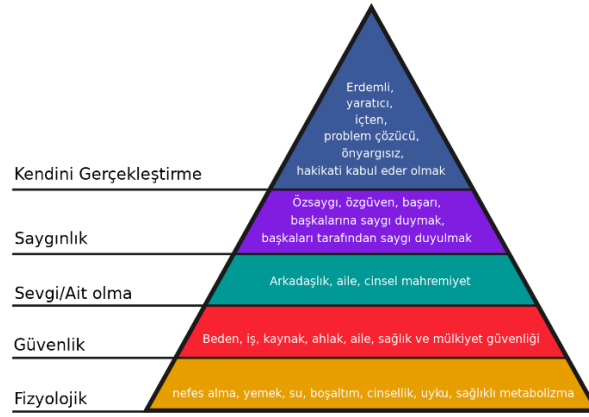 Erdemli,
yaratıcı,
içten,
problem çözücü,
önyargısız,
hakikati kabul eder olmak
Kendini Gerçekleştirme
Özsaygı, özgüven, başarı,
başkalarına saygı duymak,
başkaları tarafından saygı duyulmak
Saygınlık
Arkadaşlık, aile, cinsel mahremiyet
Sevgi/Ait olma
Beden, iş, kaynak, ahlak, aile, sağlık ve mülkiyet güvenliği
Güvenlik
nefes alma, yemek, su, boşaltım, cinsellik, uyku, sağlıklı metabolizma
Fizyolojik